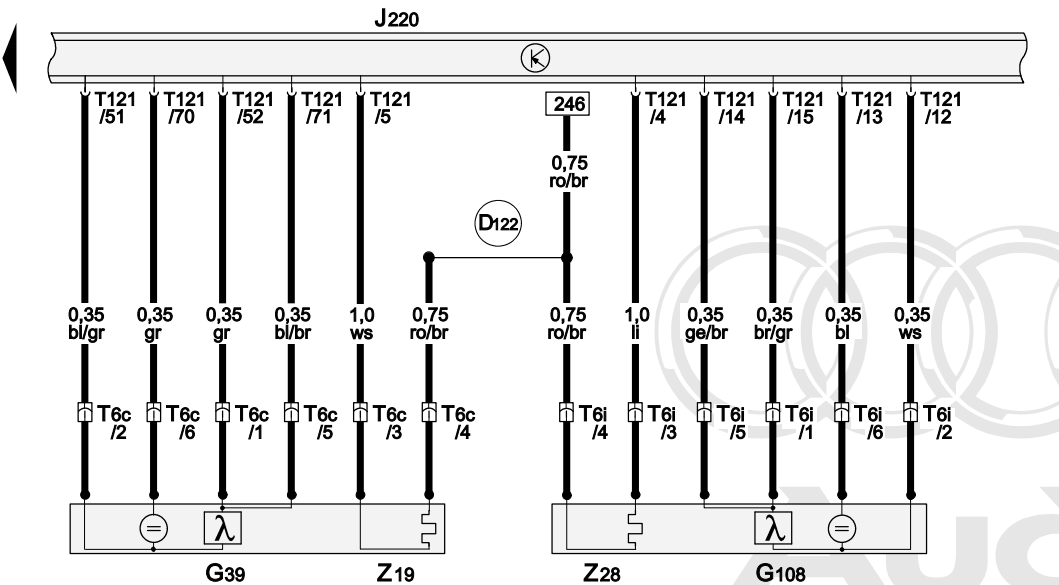 J220
T121 T121 T121 T121 T121 T121 T121 T121 T121 T121
/51 /70 /52 /71 /5 246 /4 /14 /15 /13 /12
0,75
ro/br
D122
0,35 0,35 0,35 0,35 1,0 0,75 0,75 1,0 0,35 0,35 0,35 0,35
bl/gr gr gr bl/br ws ro/br ro/br li ge/br br/gr bl ws
T6c T6c T6c T6c T6c T6c T6i T6i T6i T6i T6i T6i
/2 /6 /1 /5 /3 /4 /4 /3 /5 /1 /6 /2
= λ λ =
G39 Z19 Z28 G108
Audi